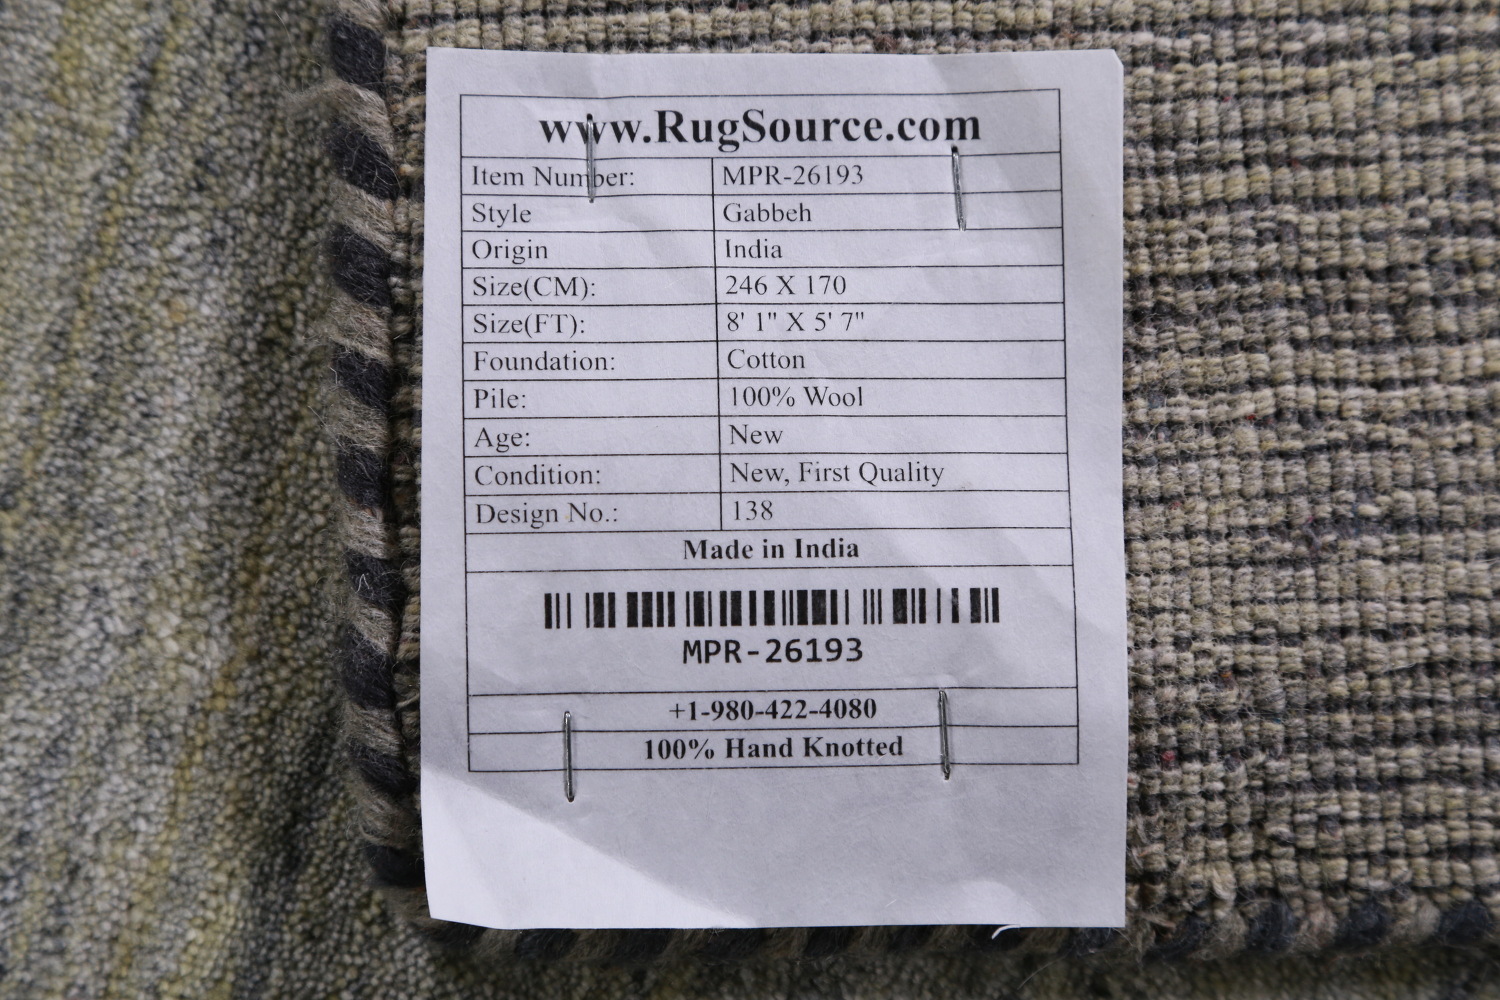 www.RugSource.com
Item Number: MPR-26193
Style Gabbeh
Origin India
Size(CM): 246 X 170
Size(FT): 8' 1" X 5' 7"
Foundation: Cotton
Pile: 100% Wool
Age: New
Condition: New, First Quality
Design No.: 138
Made in India
MPR-26193
+1-980-422-4080
100% Hand Knotted